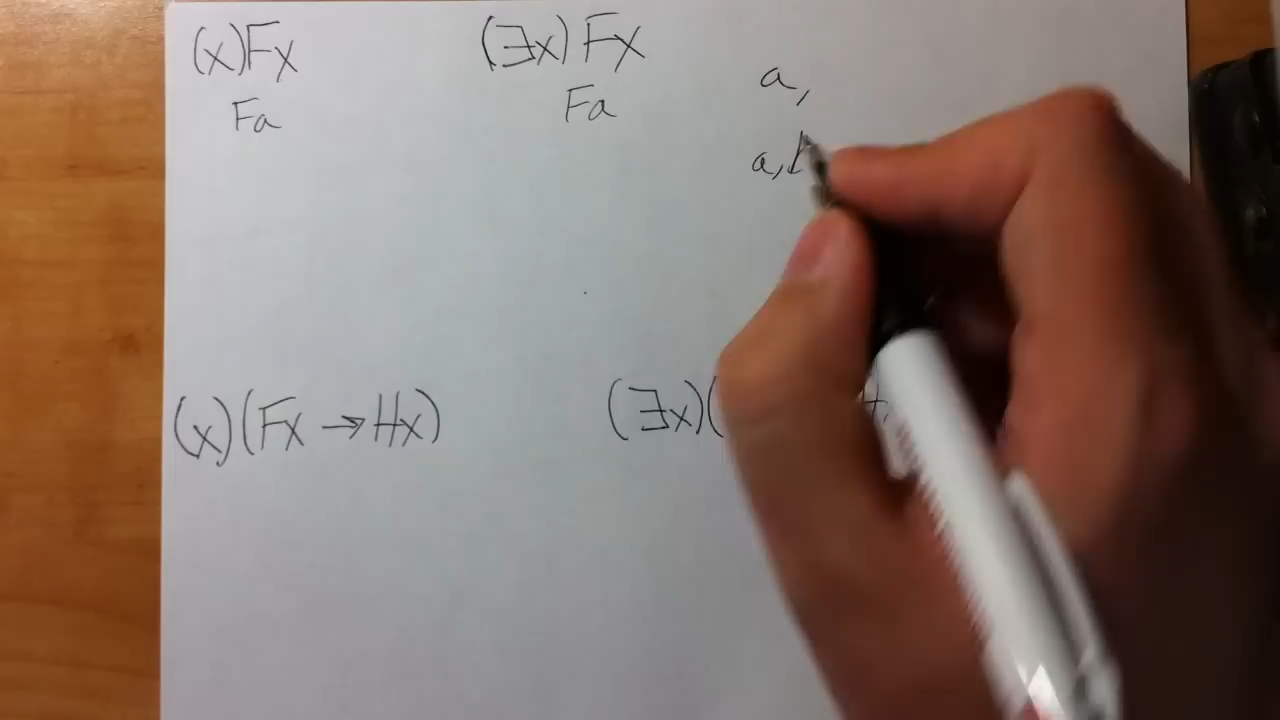 (x)Fx (∃x)Fx
Fa Fa a,
a,b
(x)(Fx → Hx) (∃x)(